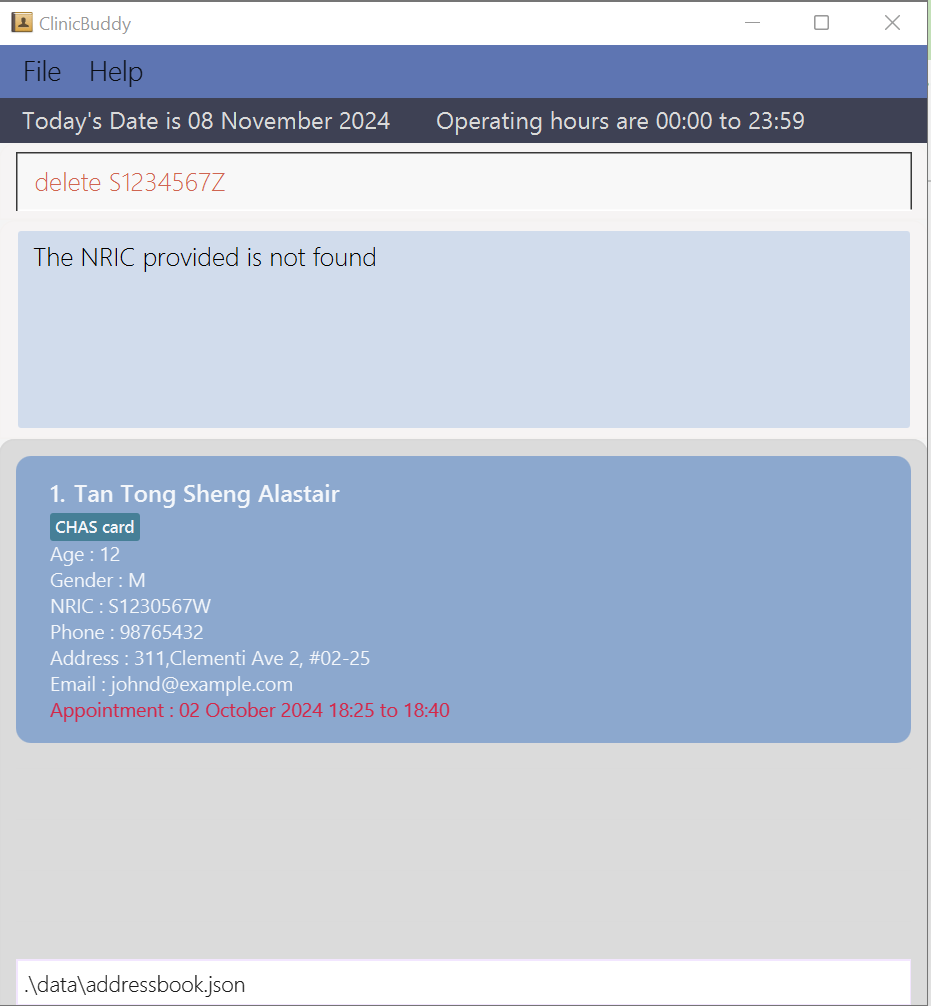 ClinicBuddy
File Help
Today's Date is 08 November 2024 Operating hours are 00:00 to 23:59
delete S1234567Z
The NRIC provided is not found
1. Tan Tong Sheng Alastair
CHAS card
Age : 12
Gender : M
NRIC : S1230567W
Phone : 98765432
Address : 311,Clementi Ave 2, #02-25
Email : johnd@example.com
Appointment : 02 October 2024 18:25 to 18:40
.\data\addressbook.json